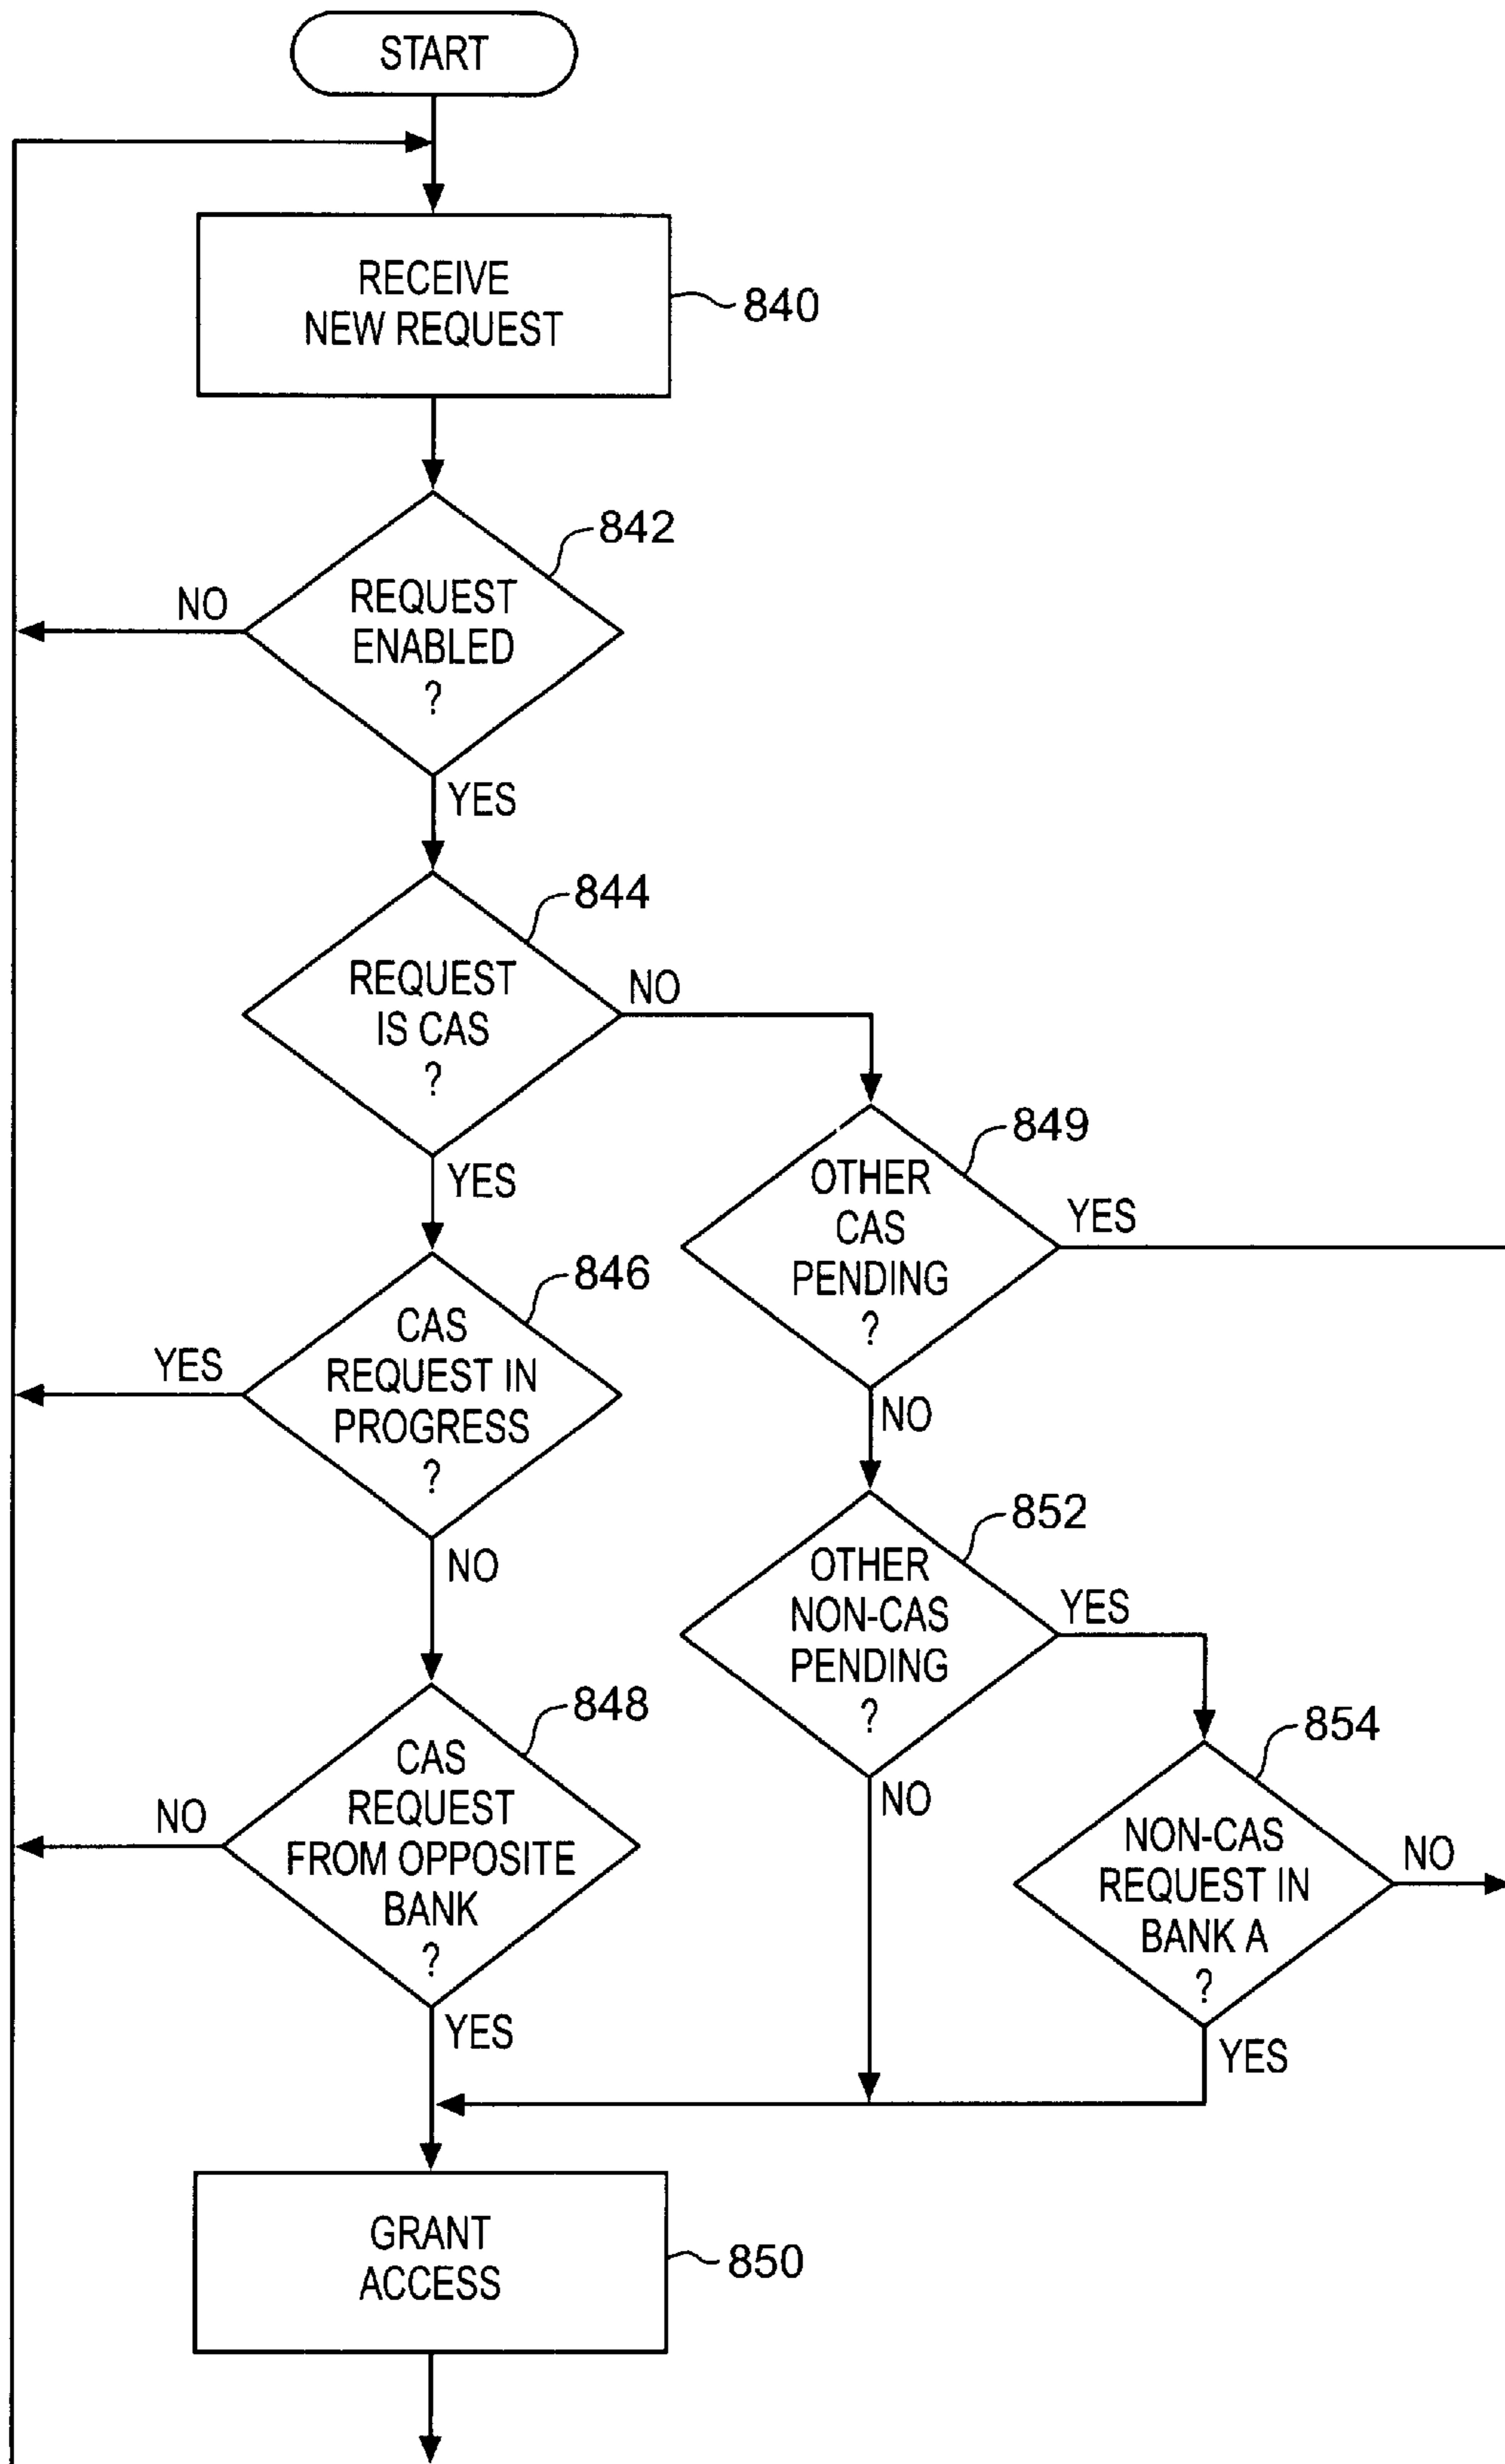 START
RECEIVE
NEW REQUEST
840
842
NO
REQUEST
ENABLED
?
YES
844
REQUEST
IS CAS
?
NO
YES
849
OTHER
CAS
PENDING
?
YES
NO
846
CAS
REQUEST IN
PROGRESS
?
YES
NO
852
OTHER
NON-CAS
PENDING
?
YES
NO
848
CAS
REQUEST
FROM OPPOSITE
BANK
?
NO
YES
854
NON-CAS
REQUEST IN
BANK A
?
NO
YES
GRANT
ACCESS
850